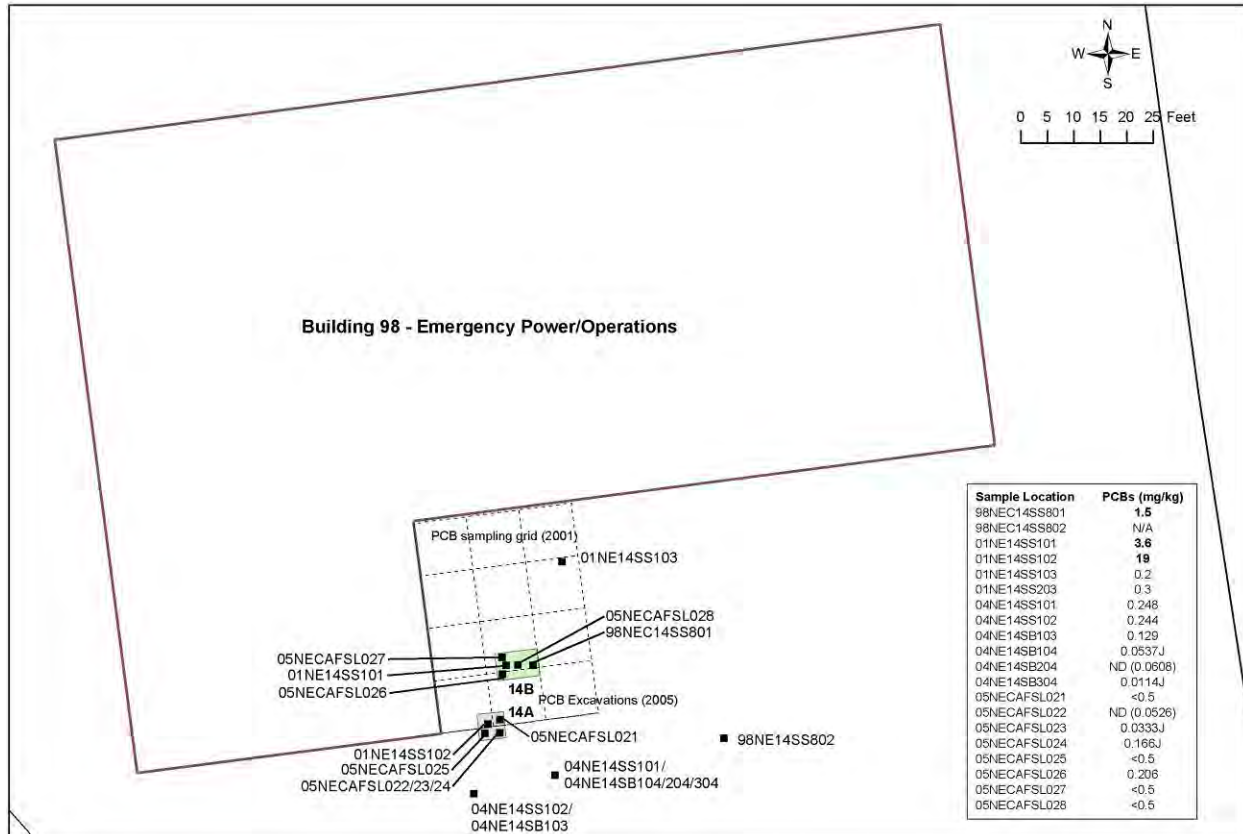 N
W E
S
0 5 10 15 20 25 Feet
Building 98 - Emergency Power/Operations
PCB sampling grid (2001)
01NE14SS103
05NECAFSL028
98NEC14SS801
05NECAFSL027
01NE14SS101
05NECAFSL026
14B
PCB Excavations (2005)
14A
05NECAFSL021
01NE14SS102
05NECAFSL025
05NECAFSL022/23/24
98NE14SS802
04NE14SS101/
04NE14SB104/204/304
04NE14SS102/
04NE14SB103
Sample Location PCBs (mg/kg)
98NEC14SS801 1.5
98NEC14SS802 N/A
01NE14SS101 3.6
01NE14SS102 19
01NE14SS103 0.2
01NE14SS203 0.3
04NE14SS101 0.248
04NE14SS102 0.244
04NE14SB103 0.129
04NE14SB104 0.0537J
04NE14SB204 ND (0.0608)
04NE14SB304 0.0114J
05NECAFSL021 <0.5
05NECAFSL022 ND (0.0526)
05NECAFSL023 0.0333J
05NECAFSL024 0.166J
05NECAFSL025 <0.5
05NECAFSL026 0.206
05NECAFSL027 <0.5
05NECAFSL028 <0.5